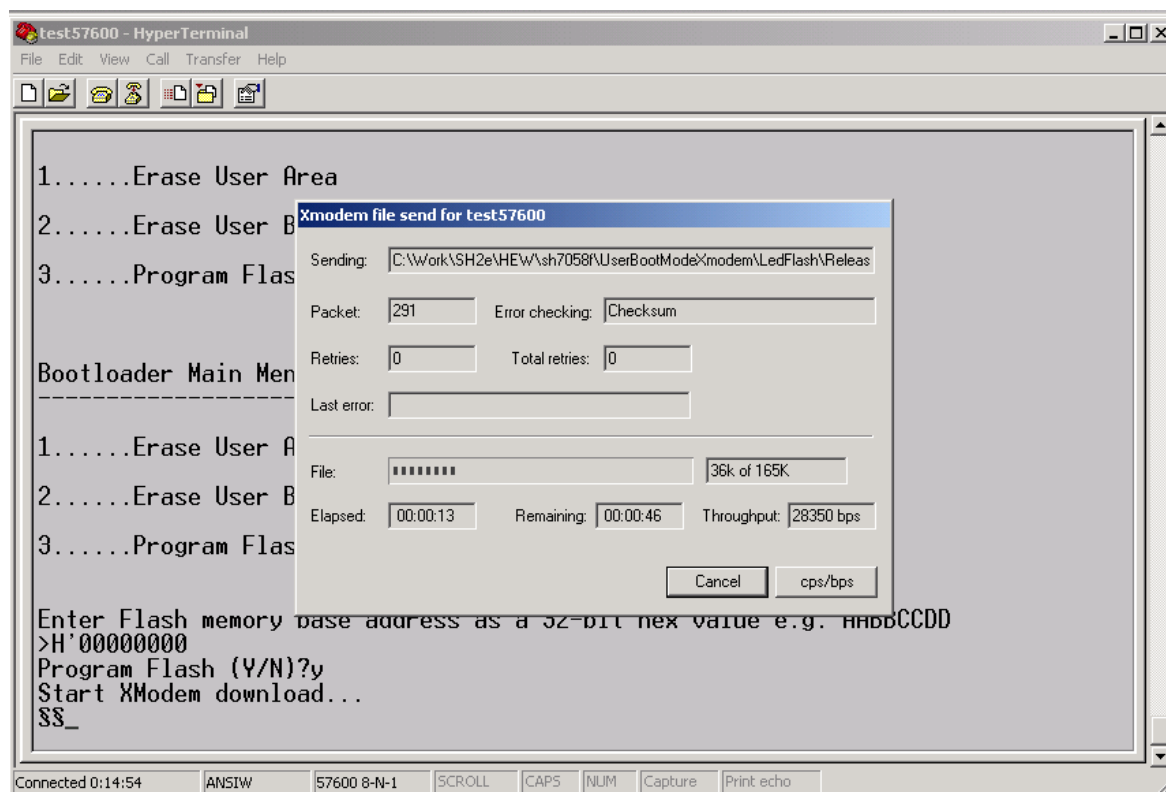 test57600 - HyperTerminal
File Edit View Call Transfer Help
1......Erase User Area
2......Erase User B
3......Program Flas
Bootloader Main Men
--------------------
1......Erase User A
2......Erase User B
3......Program Flas
Enter Flash memory base address as a 32-bit hex value e.g. AABBCCDD
>H'00000000
Program Flash (Y/N)?y
Start XModem download...
§§_
Xmodem file send for test57600
Sending: C:\Work\SH2e\HEW\sh7058f\UserBootModeXmodem\LedFlash\Releas
Packet: 291 Error checking: Checksum
Retries: 0 Total retries: 0
Last error:
File: 36k of 165K
Elapsed: 00:00:13 Remaining: 00:00:46 Throughput: 28350 bps
Cancel cps/bps
Connected 0:14:54 ANSIW 57600 8-N-1 SCROLL CAPS NUM Capture Print echo